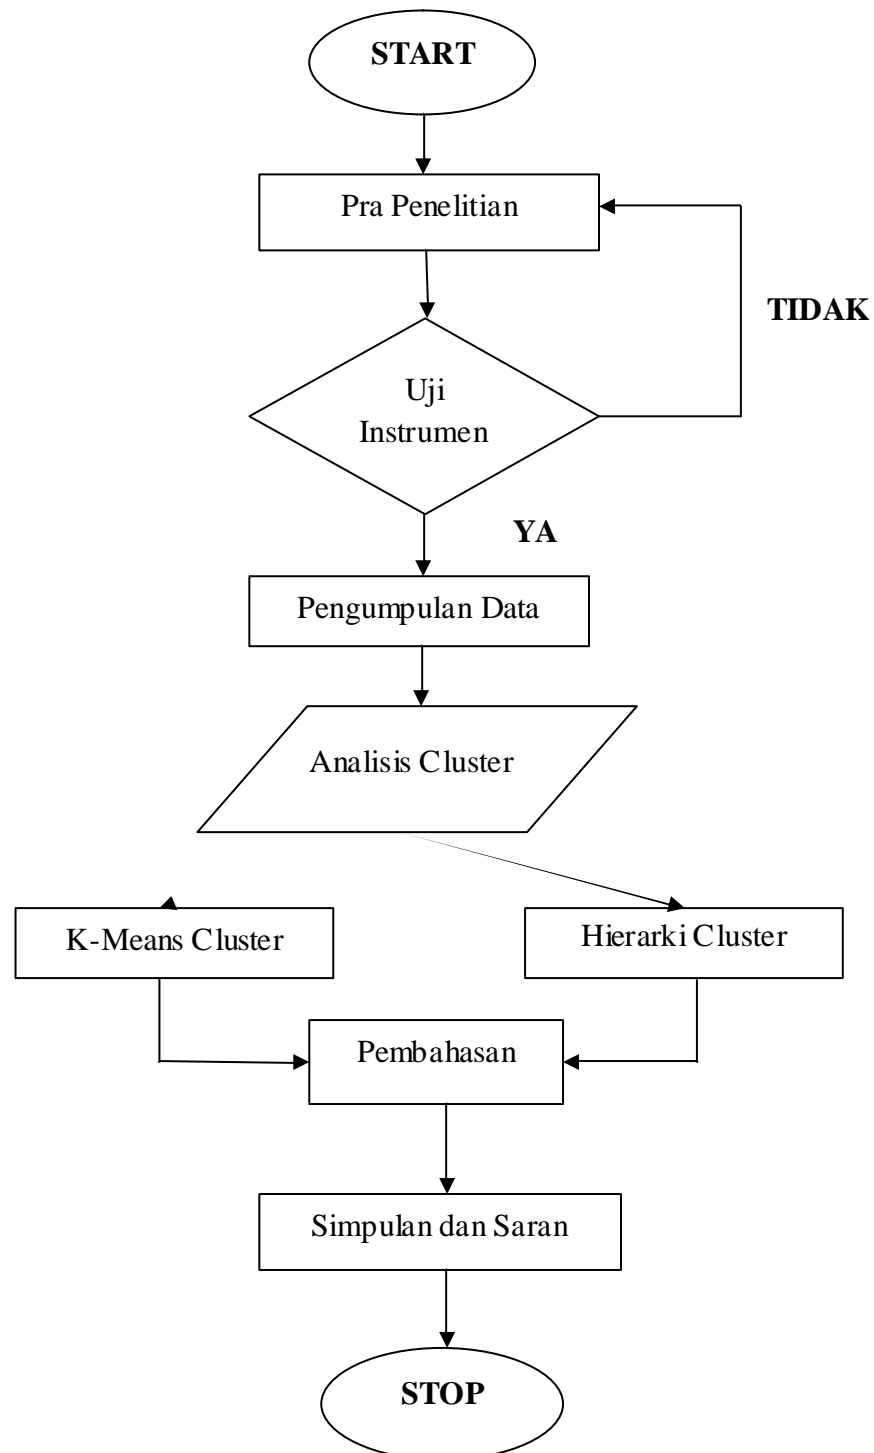 START
Pra Penelitian
TIDAK
Uji
Instrumen
YA
Pengumpulan Data
Analisis Cluster
K-Means Cluster
Hierarki Cluster
Pembahasan
Simpulan dan Saran
STOP